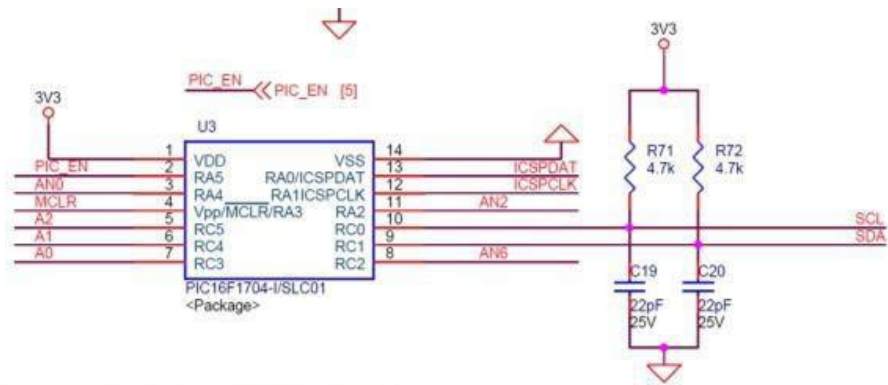 PIC_EN
PIC_EN [5]
3V3
3V3
U3
1
VDD
VSS
14
PIC_EN
2
RA5
RA0/ICSPDAT
13
ICSPDAT
AN0
3
RA4
RA1ICSPCLK
12
ICSPCLK
MCLR
4
Vpp/MCLR/RA3
RA2
11
AN2
A2
5
RC5
RC0
10
SCL
A1
6
RC4
RC1
9
SDA
A0
7
RC3
RC2
8
AN6
PIC16F1704-I/SLC01
<Package>
R71
4.7k
R72
4.7k
C19
22pF
25V
C20
22pF
25V